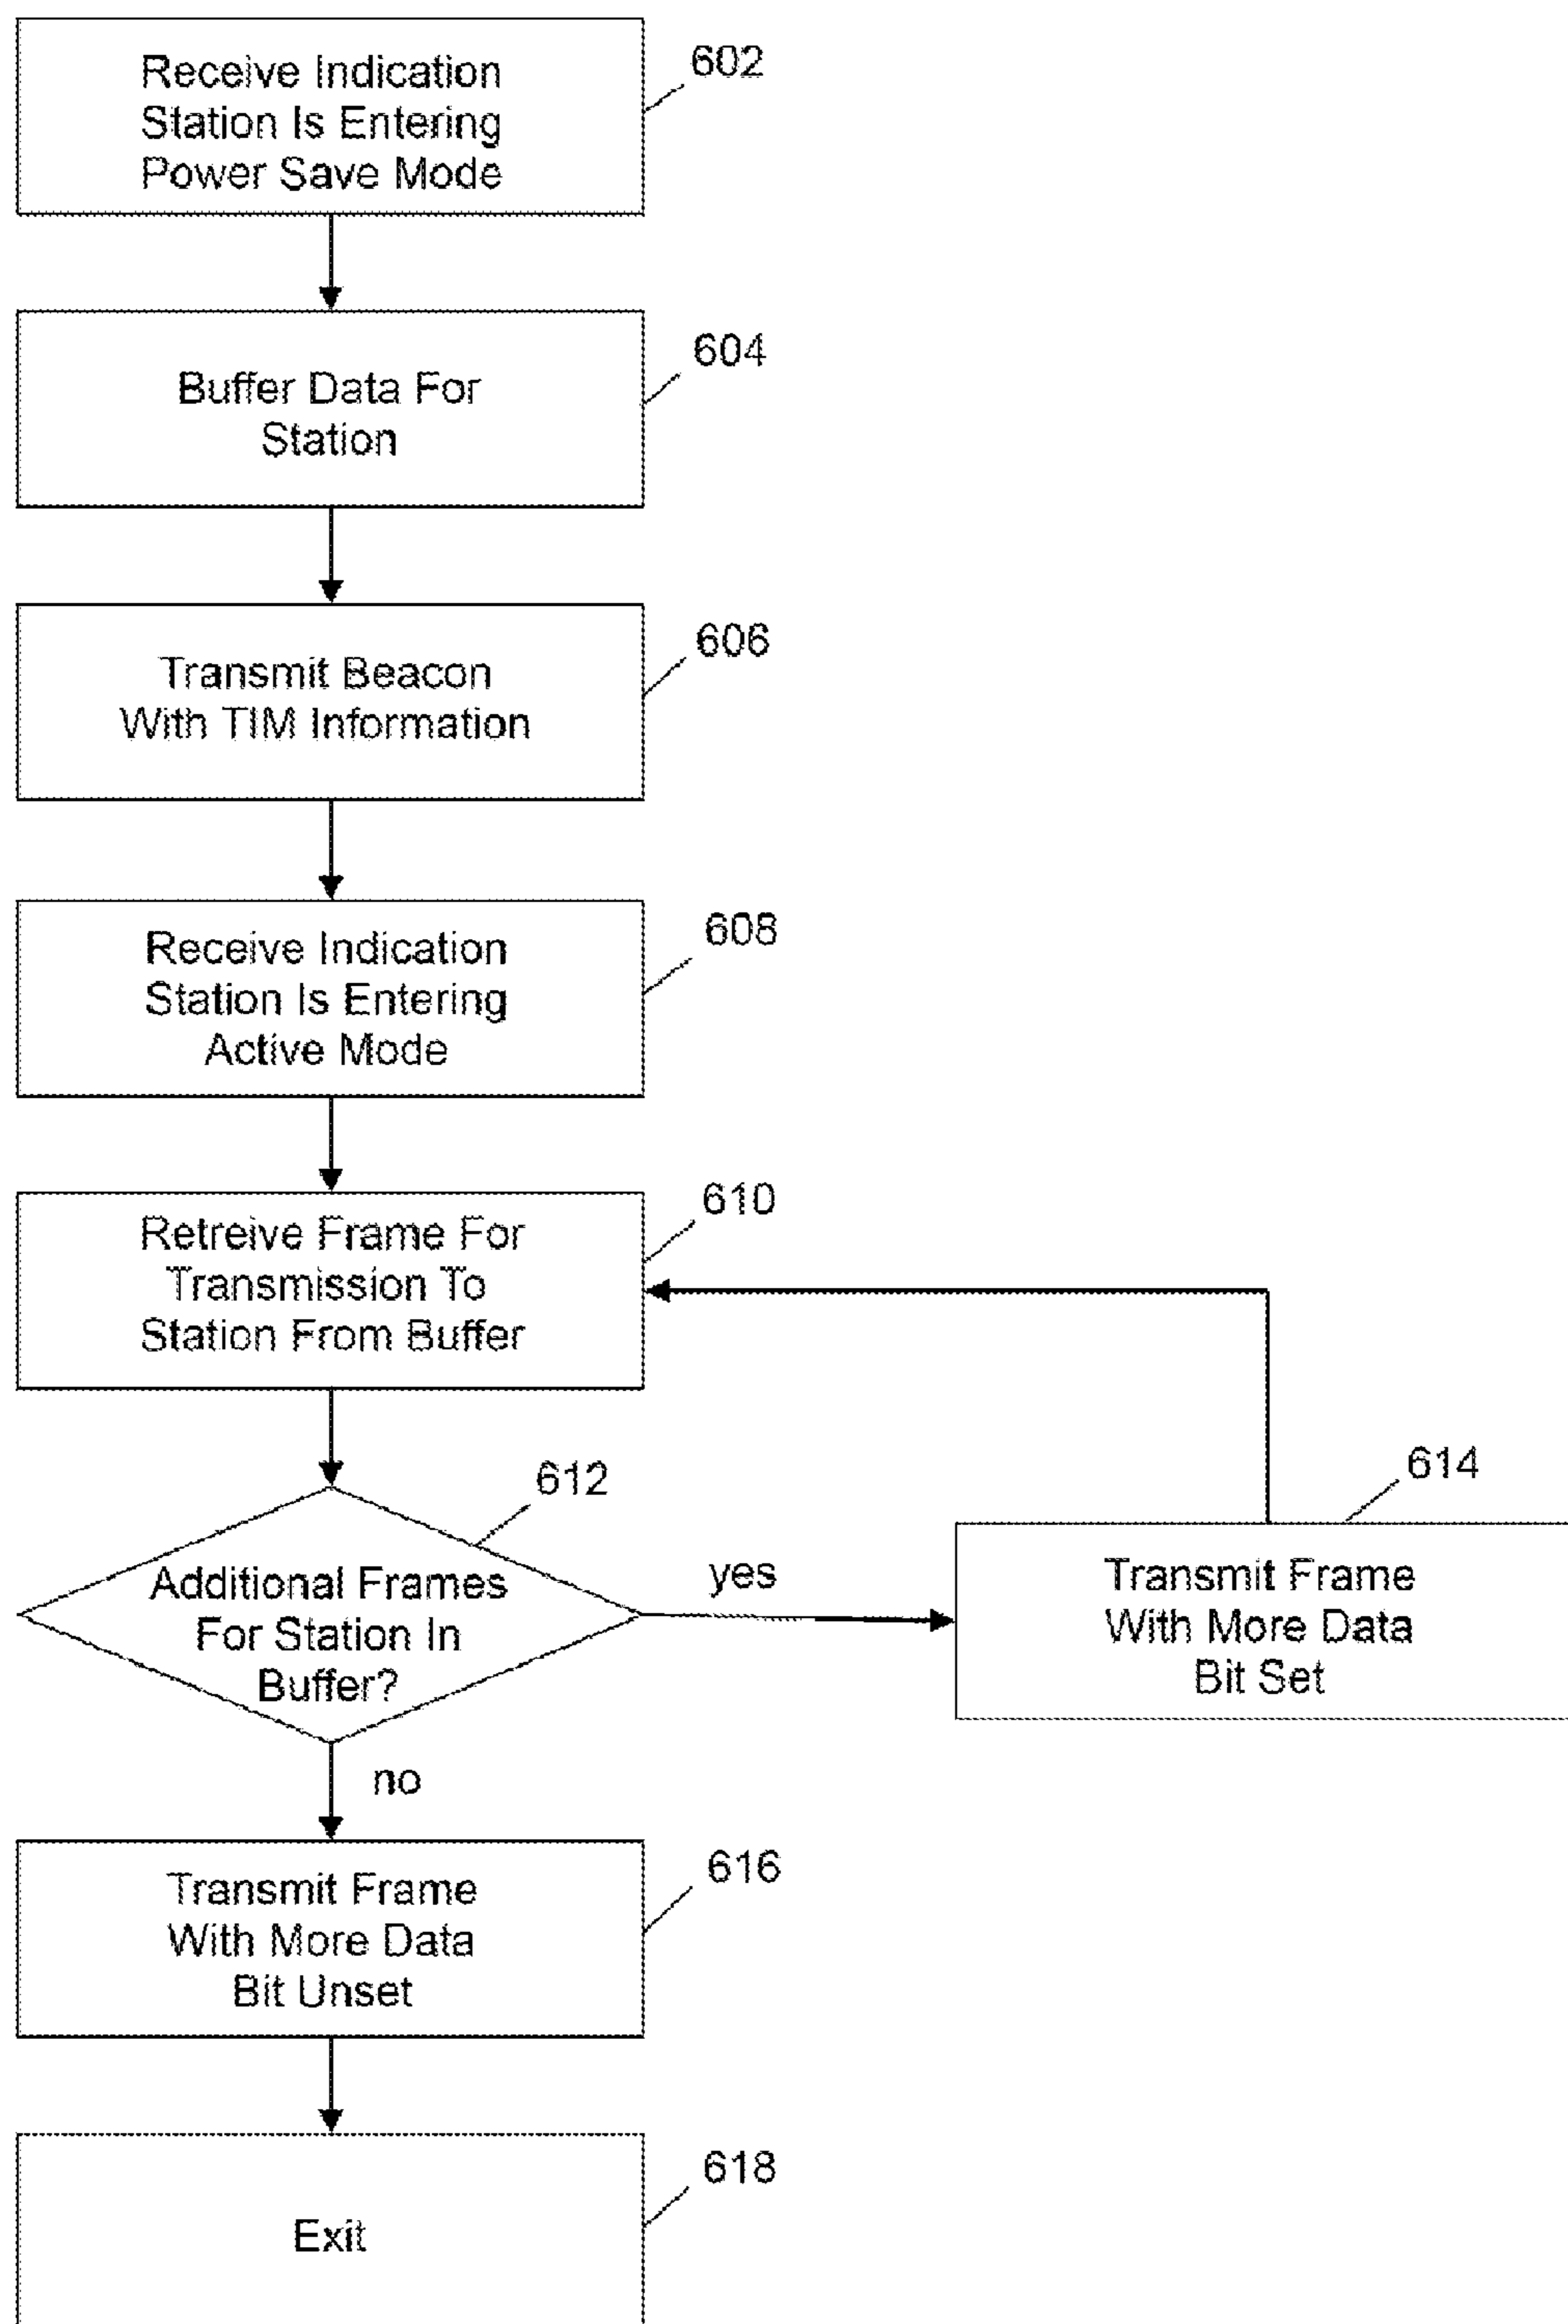 Receive Indication
Station Is Entering
Power Save Mode
602
Buffer Data For
Station
604
Transmit Beacon
With TIM Information
606
Receive Indication
Station Is Entering
Active Mode
608
Retreive Frame For
Transmission To
Station From Buffer
610
Additional Frames
For Station In
Buffer?
612
yes
Transmit Frame
With More Data
Bit Set
614
no
Transmit Frame
With More Data
Bit Unset
616
Exit
618